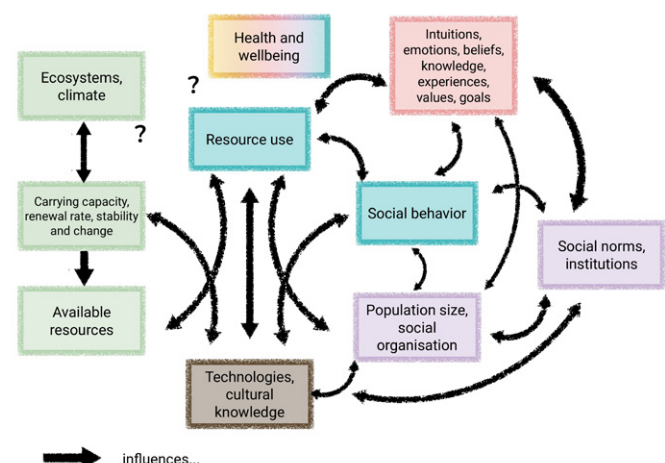 Health and
wellbeing
Intuitions,
emotions, beliefs,
knowledge,
experiences,
values, goals
Ecosystems,
climate
?
?
Resource use
Carrying capacity,
renewal rate, stability
and change
Social behavior
Social norms,
institutions
Available
resources
Population size,
social
organisation
Technologies,
cultural
knowledge
influences...